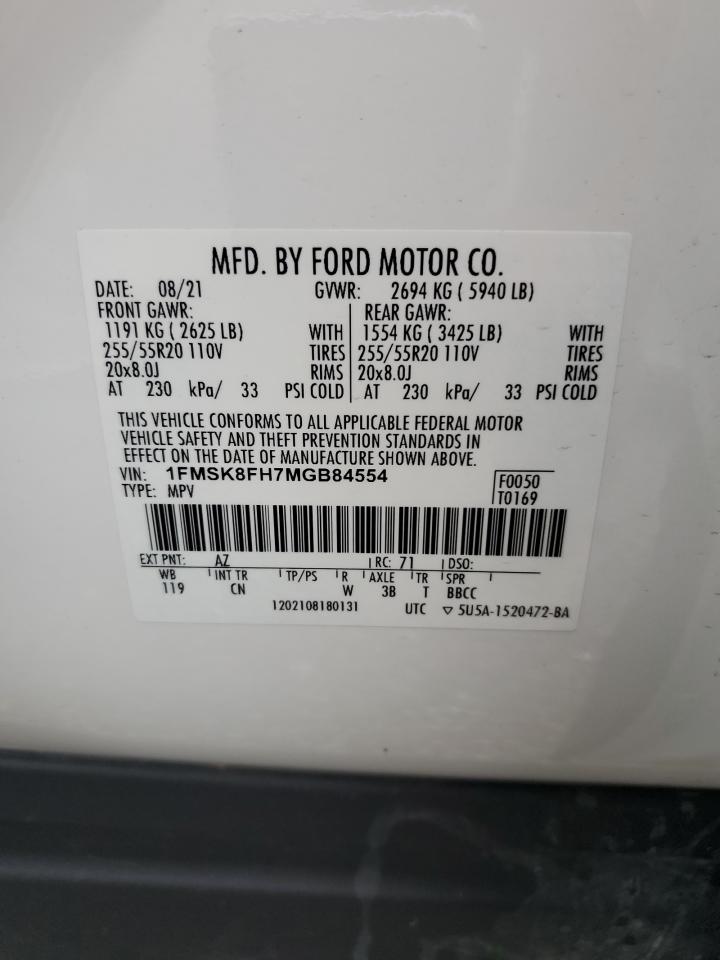 MFD. BY FORD MOTOR CO.
DATE: 08/21 GVWR: 2694 KG ( 5940 LB)
FRONT GAWR: REAR GAWR:
1191 KG ( 2625 LB) WITH 1554 KG ( 3425 LB) WITH
255/55R20 110V TIRES 255/55R20 110V TIRES
20x8.0J RIMS 20x8.0J RIMS
AT 230 kPa/ 33 PSI COLD AT 230 kPa/ 33 PSI COLD
THIS VEHICLE CONFORMS TO ALL APPLICABLE FEDERAL MOTOR
VEHICLE SAFETY AND THEFT PREVENTION STANDARDS IN
EFFECT ON THE DATE OF MANUFACTURE SHOWN ABOVE.
VIN: 1FMSK8FH7MGB84554 F0050
TYPE: MPV T0169
EXT PNT: AZ RC: 71 DSO:
WB INT TR TP/PS R AXLE TR SPR
119 CN W 3B T BBCC
1202108180131 UTC ▽ 5U5A-1520472-BA